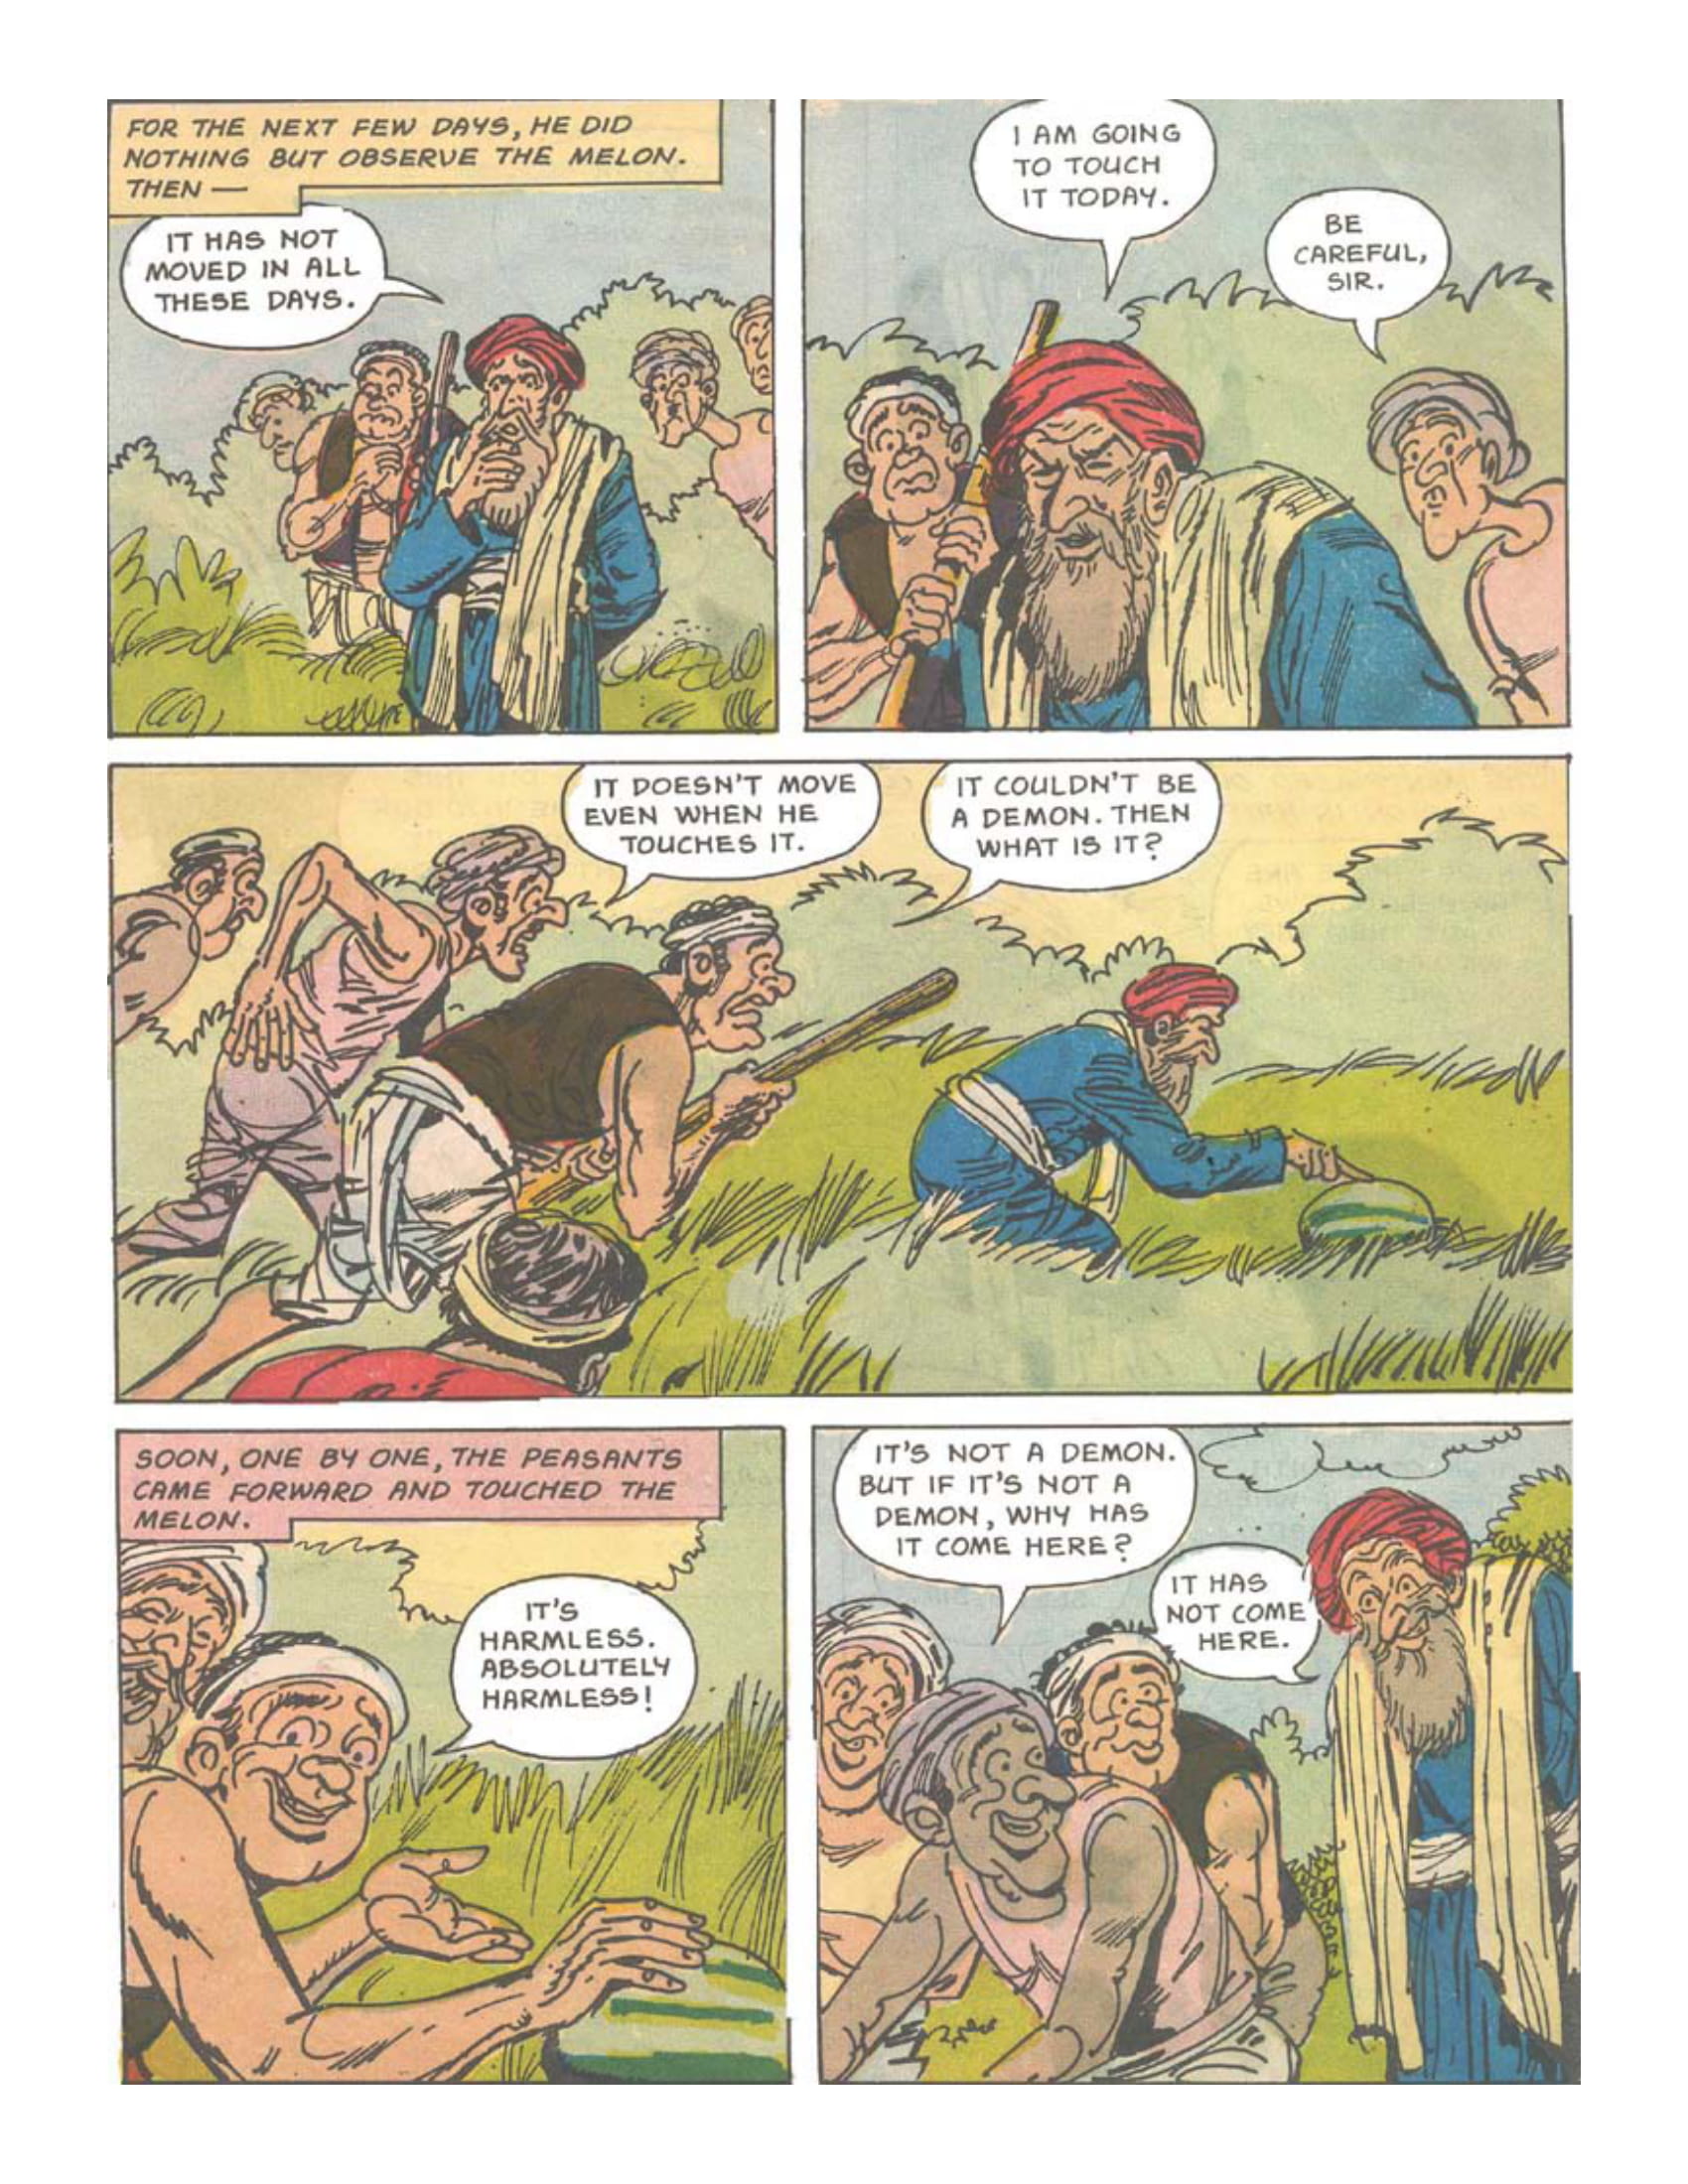 FOR THE NEXT FEW DAYS, HE DID
NOTHING BUT OBSERVE THE MELON.
THEN —
IT HAS NOT
MOVED IN ALL
THESE DAYS.
I AM GOING
TO TOUCH
IT TODAY.
BE
CAREFUL,
SIR.
IT DOESN'T MOVE
EVEN WHEN HE
TOUCHES IT.
IT COULDN'T BE
A DEMON. THEN
WHAT IS IT?
SOON, ONE BY ONE, THE PEASANTS
CAME FORWARD AND TOUCHED THE
MELON.
IT'S
HARMLESS.
ABSOLUTELY
HARMLESS!
IT'S NOT A DEMON.
BUT IF IT'S NOT A
DEMON, WHY HAS
IT COME HERE?
IT HAS
NOT COME
HERE.